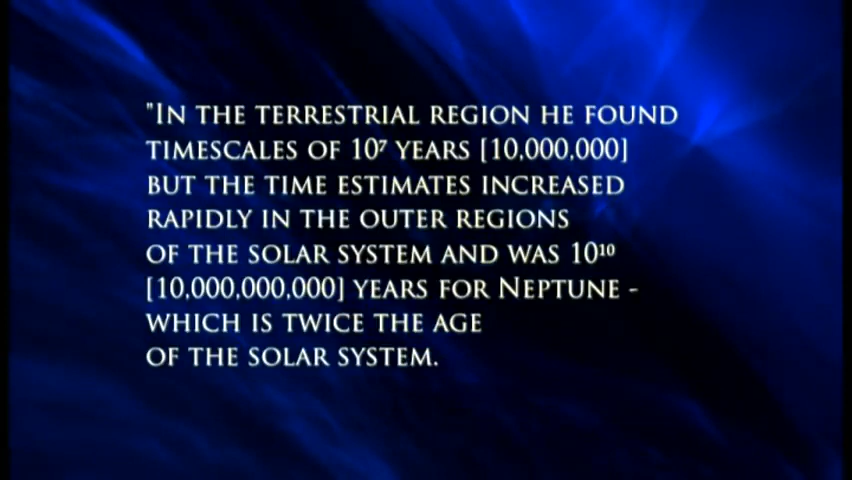 "In the terrestrial region he found
timescales of 10⁷ years [10,000,000]
but the time estimates increased
rapidly in the outer regions
of the solar system and was 10¹⁰
[10,000,000,000] years for Neptune -
which is twice the age
of the solar system.